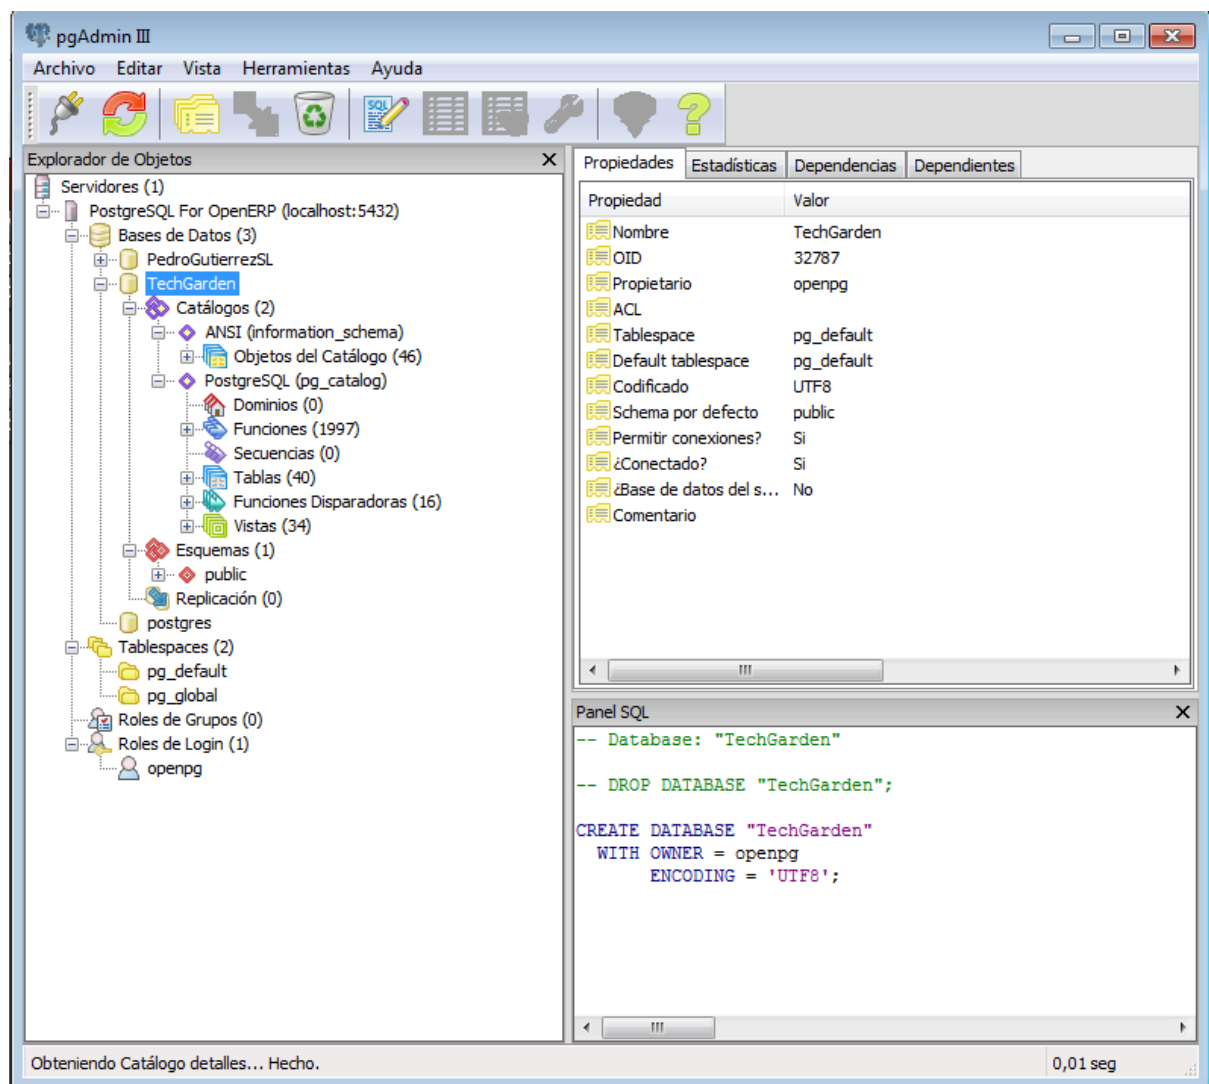 pgAdmin III
Archivo Editar Vista Herramientas Ayuda
SQL
Explorador de Objetos
Servidores (1)
PostgreSQL For OpenERP (localhost:5432)
Bases de Datos (3)
PedroGutierrezSL
TechGarden
Catálogos (2)
ANSI (information_schema)
Objetos del Catálogo (46)
PostgreSQL (pg_catalog)
Dominios (0)
Funciones (1997)
Secuencias (0)
Tablas (40)
Funciones Disparadoras (16)
Vistas (34)
Esquemas (1)
public
Replicación (0)
postgres
Tablespaces (2)
pg_default
pg_global
Roles de Grupos (0)
Roles de Login (1)
openpg
Propiedades Estadísticas Dependencias Dependientes
Propiedad Valor
Nombre TechGarden
OID 32787
Propietario openpg
ACL
Tablespace pg_default
Default tablespace pg_default
Codificado UTF8
Schema por defecto public
Permitir conexiones? Si
¿Conectado? Si
¿Base de datos del s... No
Comentario
Panel SQL
-- Database: "TechGarden"
-- DROP DATABASE "TechGarden";
CREATE DATABASE "TechGarden"
WITH OWNER = openpg
ENCODING = 'UTF8';
Obteniendo Catálogo detalles... Hecho. 0,01 seg